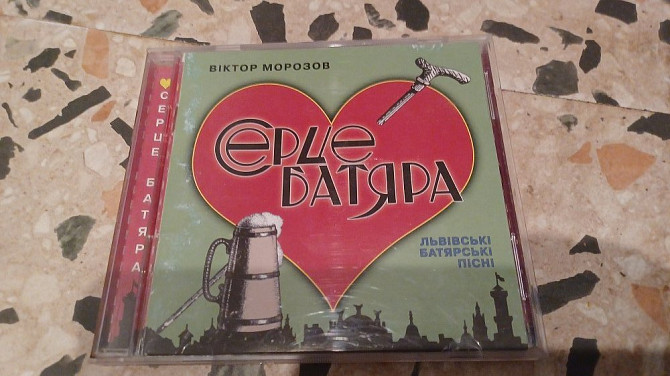 ВІКТОР МОРОЗОВ
СЕРЦЕ
БАТЯРА
ЛЬВІВСЬКІ
БАТЯРСЬКІ
ПІСНІ
СЕРЦЕ БАТЯРА